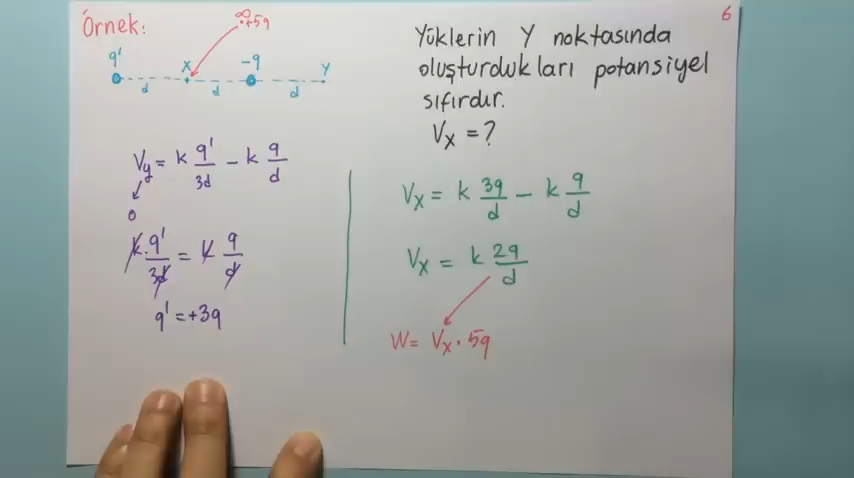 6
Örnek:
∞ +5q
q' x -q y
d d d
Yüklerin Y noktasında
oluşturdukları potansiyel
sıfırdır.
Vx = ?
Vy = k q'/3d - k q/d
0
k.q'/3d = k q/d
q' = +3q
Vx = k 3q/d - k q/d
Vx = k 2q/d
W = Vx . 5q